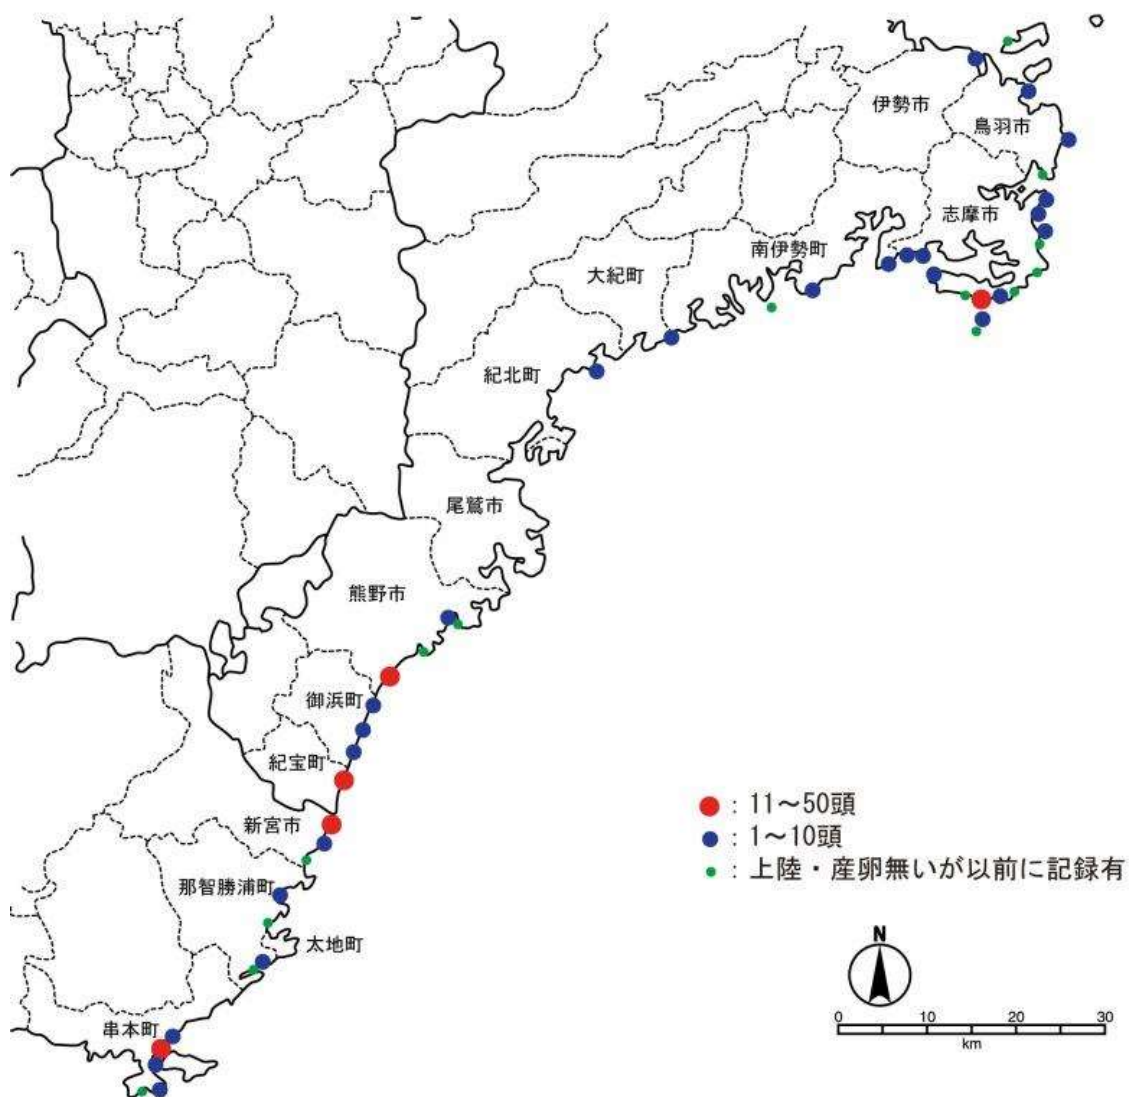 伊勢市
鳥羽市
志摩市
南伊勢町
大紀町
紀北町
尾鷲市
熊野市
御浜町
紀宝町
新宮市
那智勝浦町
太地町
串本町
: 11～50頭
: 1～10頭
: 上陸・産卵無いが以前に記録有
N
0 10 20 30
km